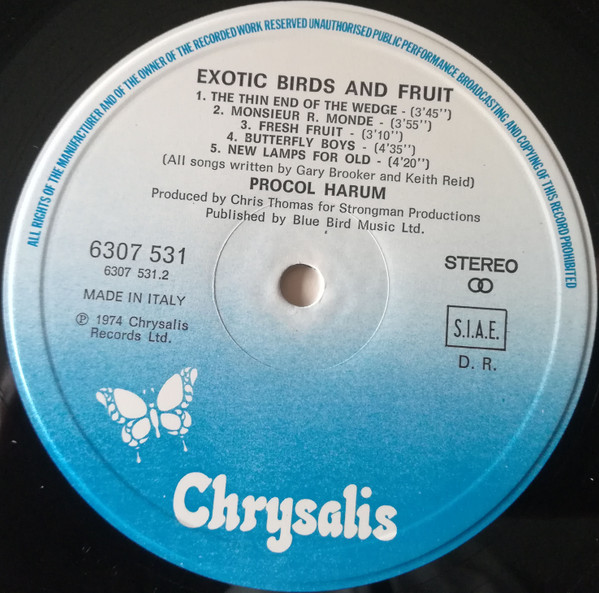 ALL RIGHTS OF THE MANUFACTURER AND OF THE OWNER OF THE RECORDED WORK RESERVED UNAUTHORISED PUBLIC PERFORMANCE BROADCASTING AND COPYING OF THIS RECORD PROHIBITED
EXOTIC BIRDS AND FRUIT
1. THE THIN END OF THE WEDGE - (3'45'')
2. MONSIEUR R. MONDE - (3'55'')
3. FRESH FRUIT - (3'10'')
4. BUTTERFLY BOYS - (4'35'')
5. NEW LAMPS FOR OLD - (4'20'')
(All songs written by Gary Brooker and Keith Reid)
PROCOL HARUM
Produced by Chris Thomas for Strongman Productions
Published by Blue Bird Music Ltd.
6307 531
6307 531.2
MADE IN ITALY
℗ 1974 Chrysalis
Records Ltd.
STEREO
S.I.A.E.
D. R.
Chrysalis